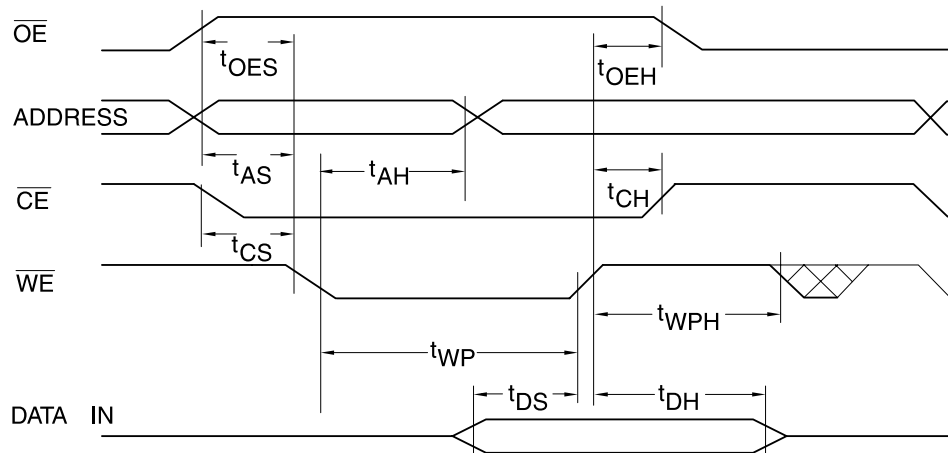 OE
tOES
tOEH
ADDRESS
tAS
tAH
CE
tCH
tCS
WE
tWPH
tWP
tDS
tDH
DATA IN